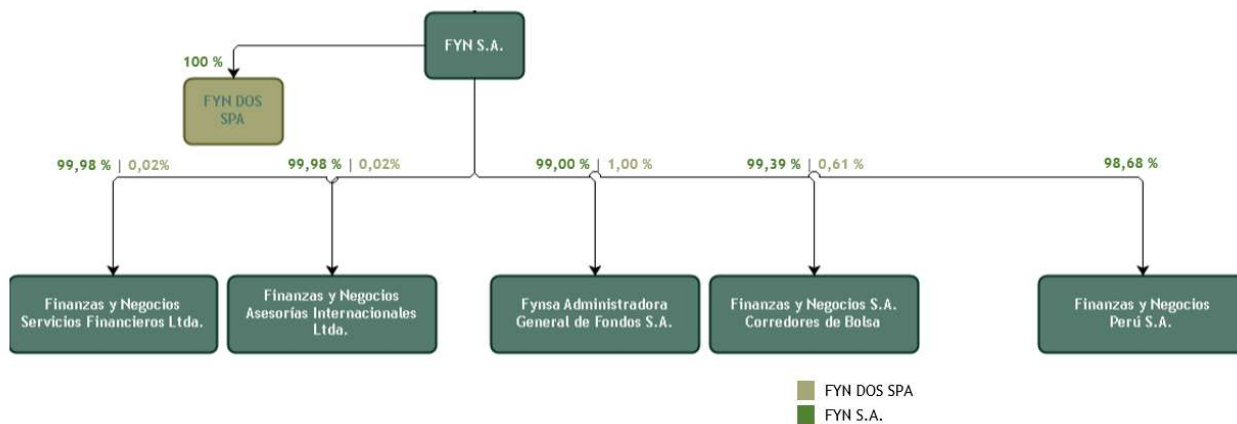 FYN S.A.
100 %
FYN DOS
SPA
99,98 % | 0,02%
99,98 % | 0,02%
99,00 % | 1,00 %
99,39 % | 0,61 %
98,68 %
Finanzas y Negocios
Servicios Financieros Ltda.
Finanzas y Negocios
Asesorías Internacionales
Ltda.
Fynsa Administradora
General de Fondos S.A.
Finanzas y Negocios S.A.
Corredores de Bolsa
Finanzas y Negocios
Perú S.A.
FYN DOS SPA
FYN S.A.